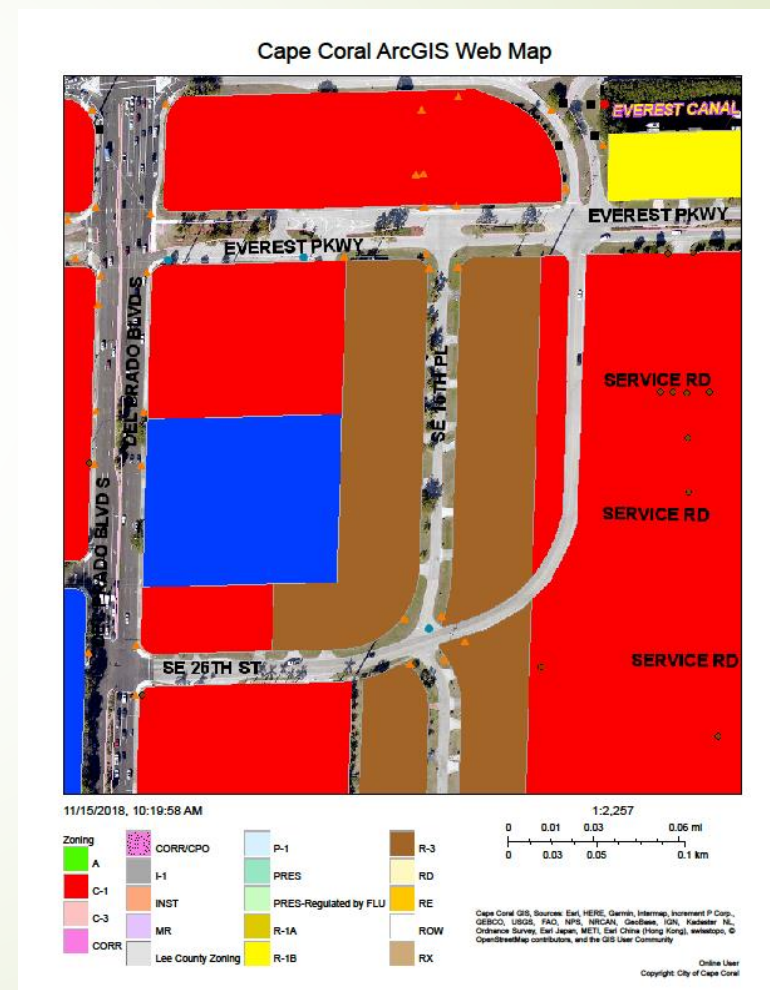 Cape Coral ArcGIS Web Map
EVEREST CANAL
EVEREST PKWY
EVEREST PKWY
DEL PRADO BLVD S
SE 16TH PL
SERVICE RD
SERVICE RD
RADO BLVD S
SE 26TH ST
SERVICE RD
11/15/2018, 10:19:58 AM
1:2,257
0 0.01 0.03 0.06 mi
0 0.03 0.05 0.1 km
Zoning
A
C-1
C-3
CORR
CORR/CPO
I-1
INST
MR
Lee County Zoning
P-1
PRES
PRES-Regulated by FLU
R-1A
R-1B
R-3
RD
RE
ROW
RX
Cape Coral GIS, Sources: Esri, HERE, Garmin, Intermap, increment P Corp.,
GEBCO, USGS, FAO, NPS, NRCAN, GeoBase, IGN, Kadaster NL,
Ordnance Survey, Esri Japan, METI, Esri China (Hong Kong), swisstopo, ©
OpenStreetMap contributors, and the GIS User Community
Online User
Copyright: City of Cape Coral